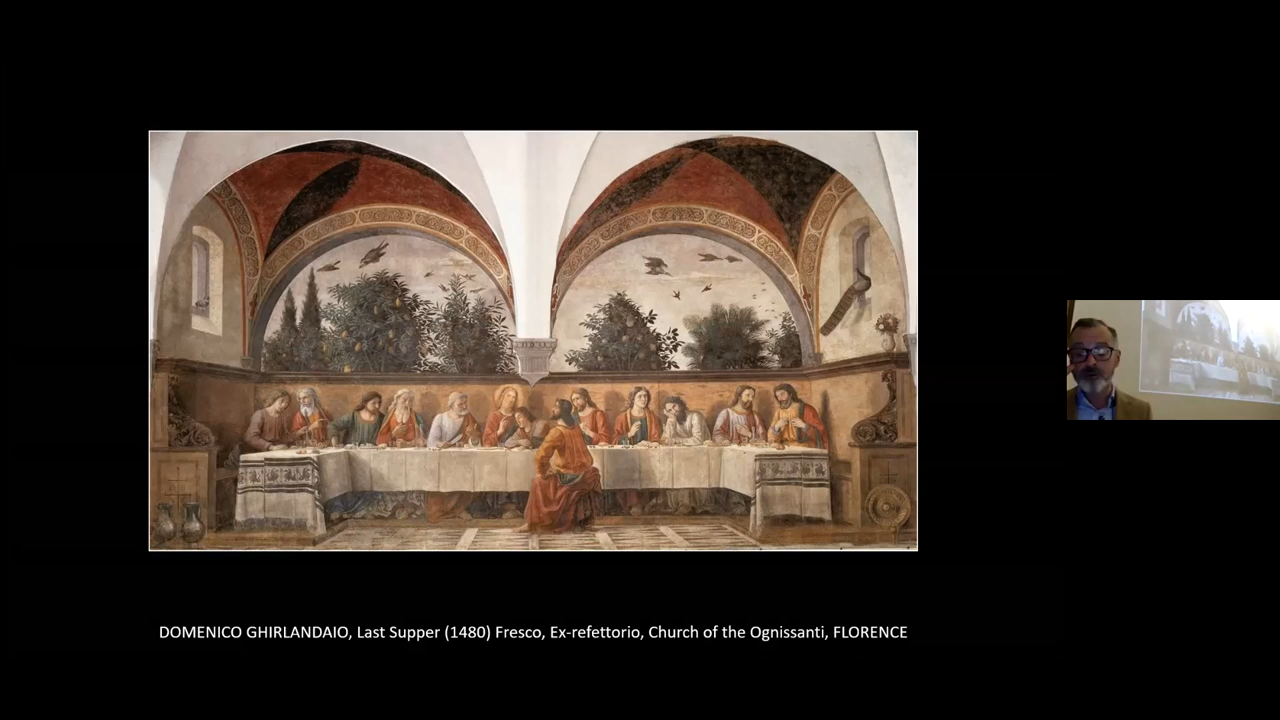 DOMENICO GHIRLANDAIO, Last Supper (1480) Fresco, Ex-refettorio, Church of the Ognissanti, FLORENCE